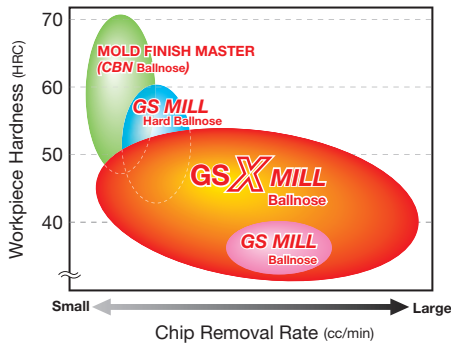 70
60
50
40
Workpiece Hardness (HRC)
MOLD FINISH MASTER
(CBN Ballnose)
GS MILL
Hard Ballnose
GS X MILL
Ballnose
GS MILL
Ballnose
Small
Large
Chip Removal Rate (cc/min)